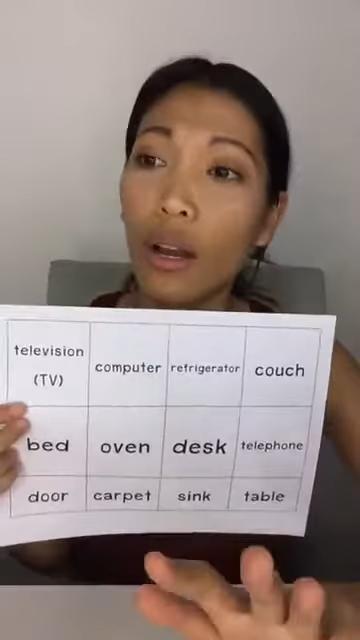 television
(TV)
computer
refrigerator
couch
bed
oven
desk
telephone
door
carpet
sink
table